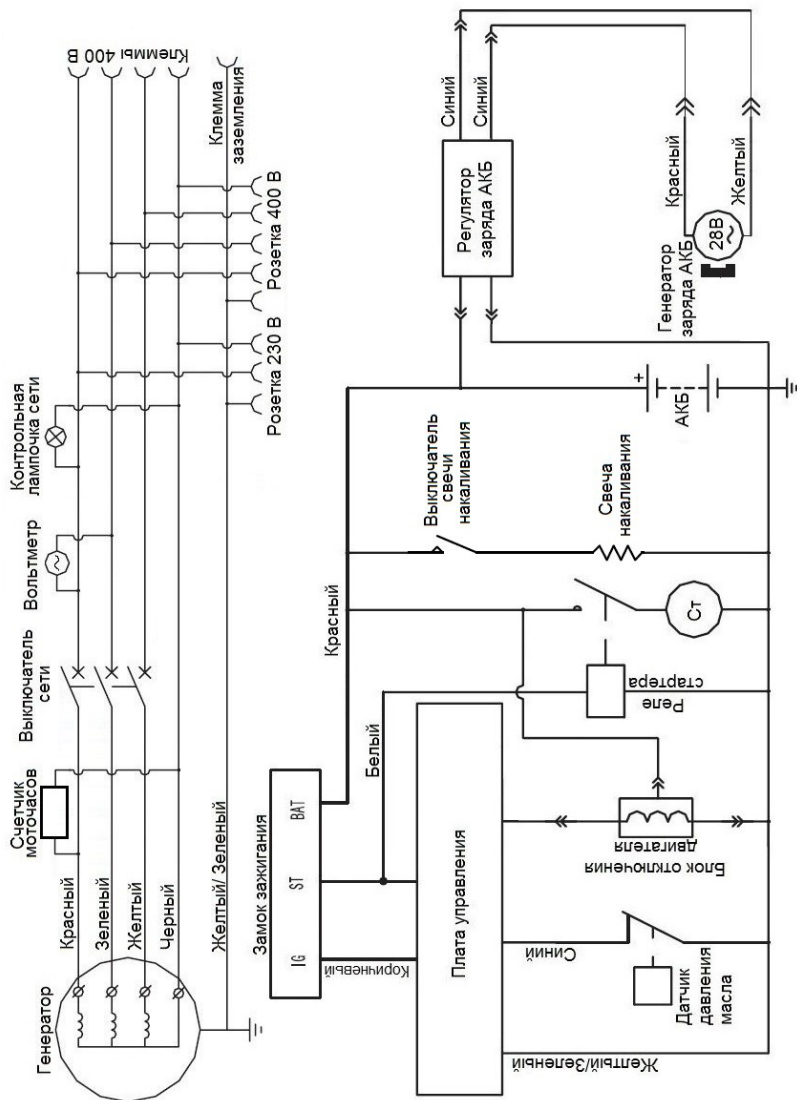 Генератор
Красный
Зеленый
Желтый
Черный
Желтый/ Зеленый
Счетчик
моточасов
Выключатель
сети
Вольтметр
Контрольная
лампочка сети
Розетка 230 В
Розетка 400 В
Клемма
заземления
Клеммы 400 В
Замок зажигания
IG
ST
BAT
Коричневый
Белый
Красный
Плата управления
Желтый/Зеленый
Синий
Датчик
давления
масла
Блок отключения
двигателя
Реле
стартера
Ст
Выключатель
свечи
накаливания
Свеча
накаливания
+
АКБ
Регулятор
заряда АКБ
Синий
Синий
Генератор
заряда АКБ
28В
Красный
Желтый